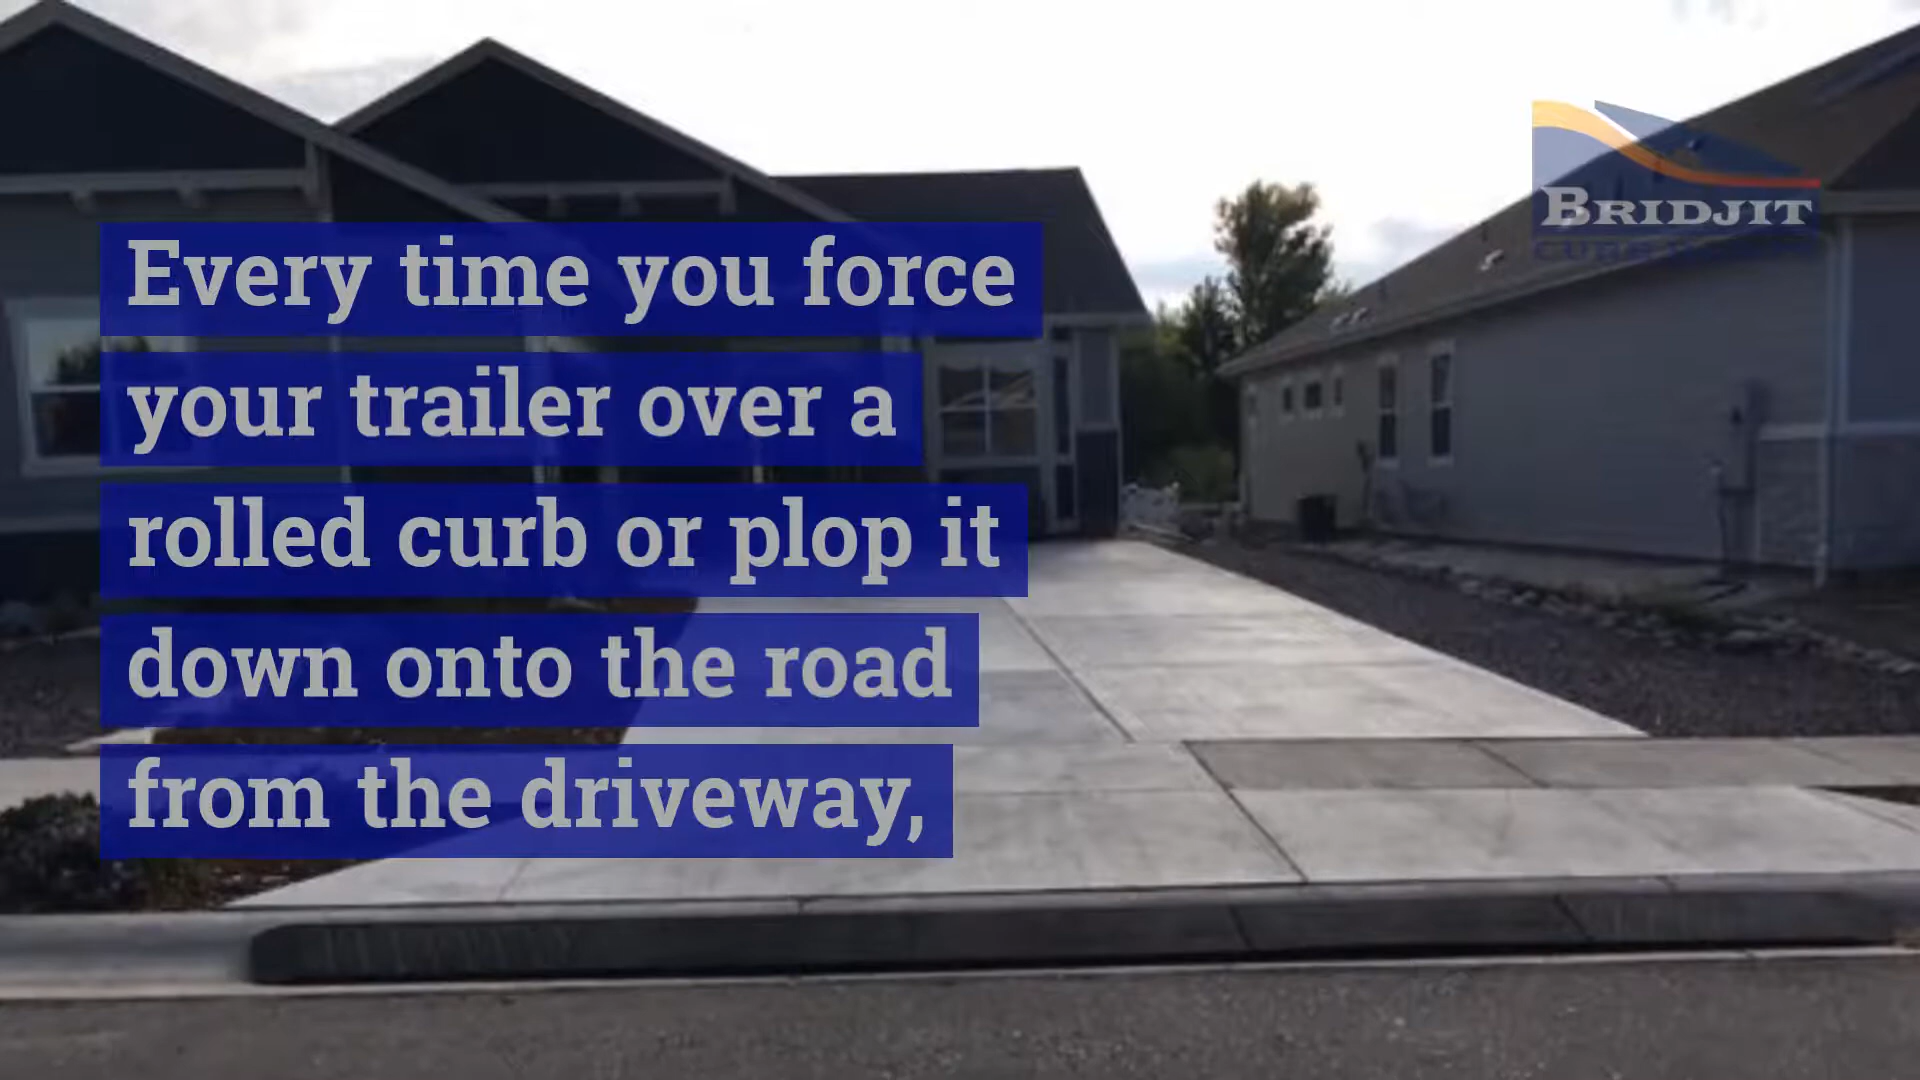 Every time you force
your trailer over a
rolled curb or plop it
down onto the road
from the driveway,
BRIDJIT